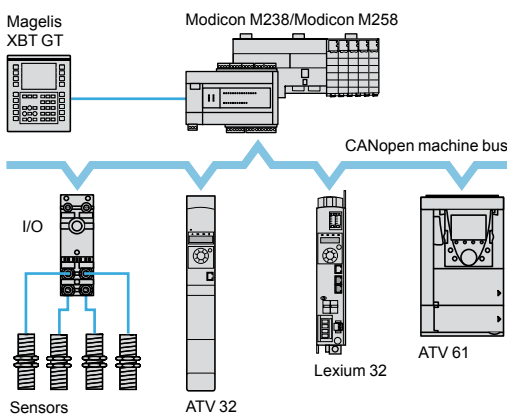 Magelis
XBT GT
Modicon M238/Modicon M258
CANopen machine bus
I/O
Sensors
ATV 32
Lexium 32
ATV 61